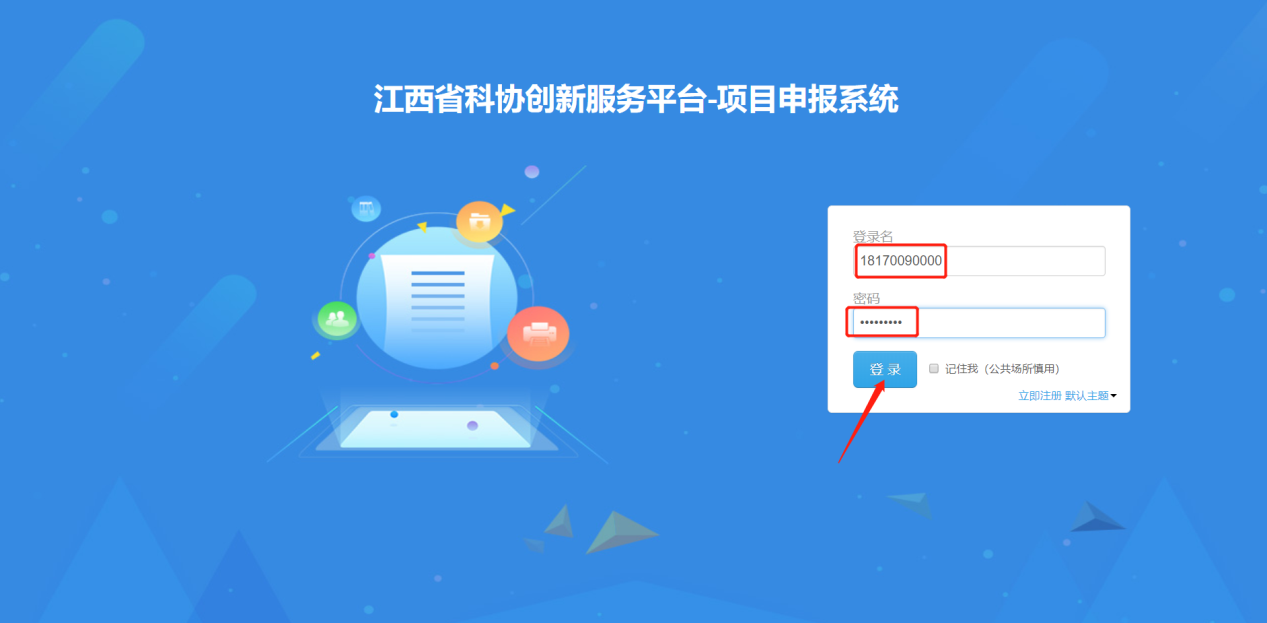 江西省科协创新服务平台-项目申报系统
登录名
18170090000
密码
•••••••••
登 录
记住我（公共场所慎用）
立即注册 默认主题